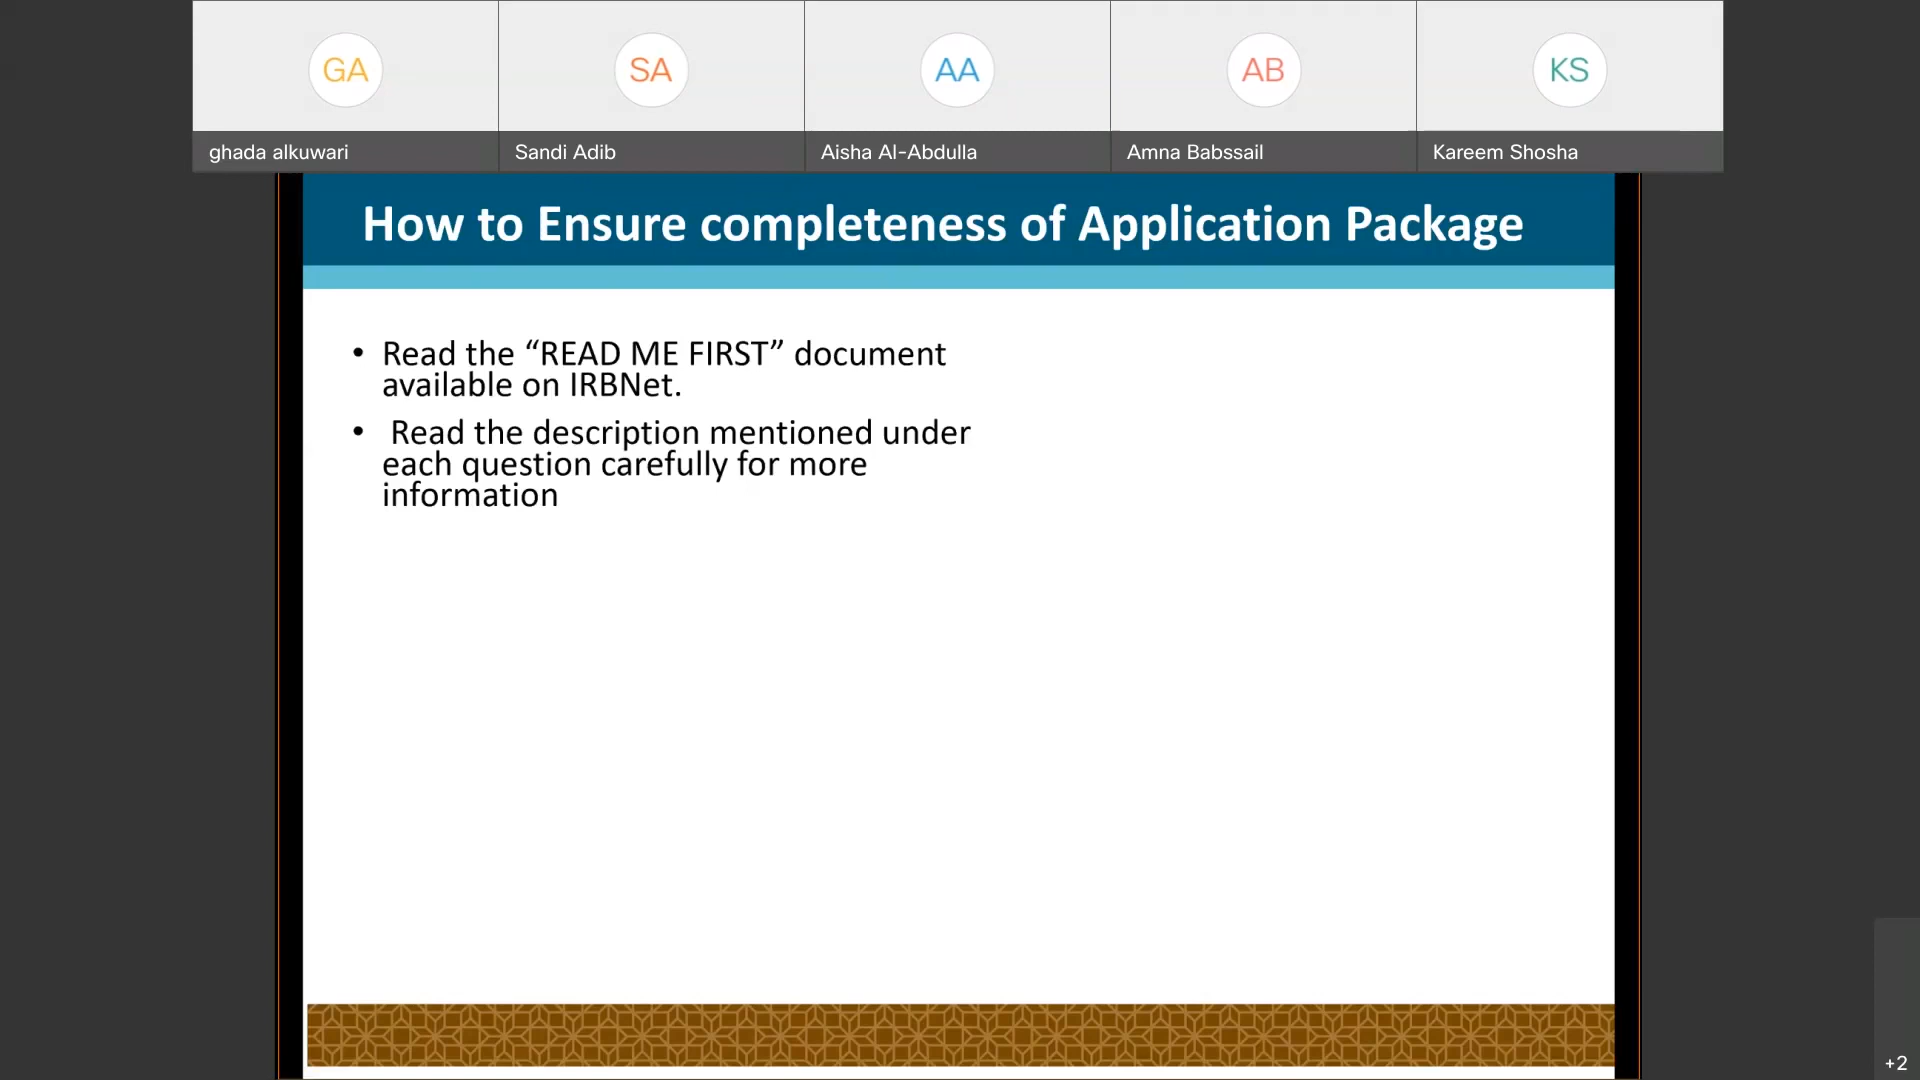 GA
SA
AA
AB
KS
ghada alkuwari
Sandi Adib
Aisha Al-Abdulla
Amna Babssail
Kareem Shosha
How to Ensure completeness of Application Package
• Read the “READ ME FIRST” document
available on IRBNet.
• Read the description mentioned under
each question carefully for more
information
+2